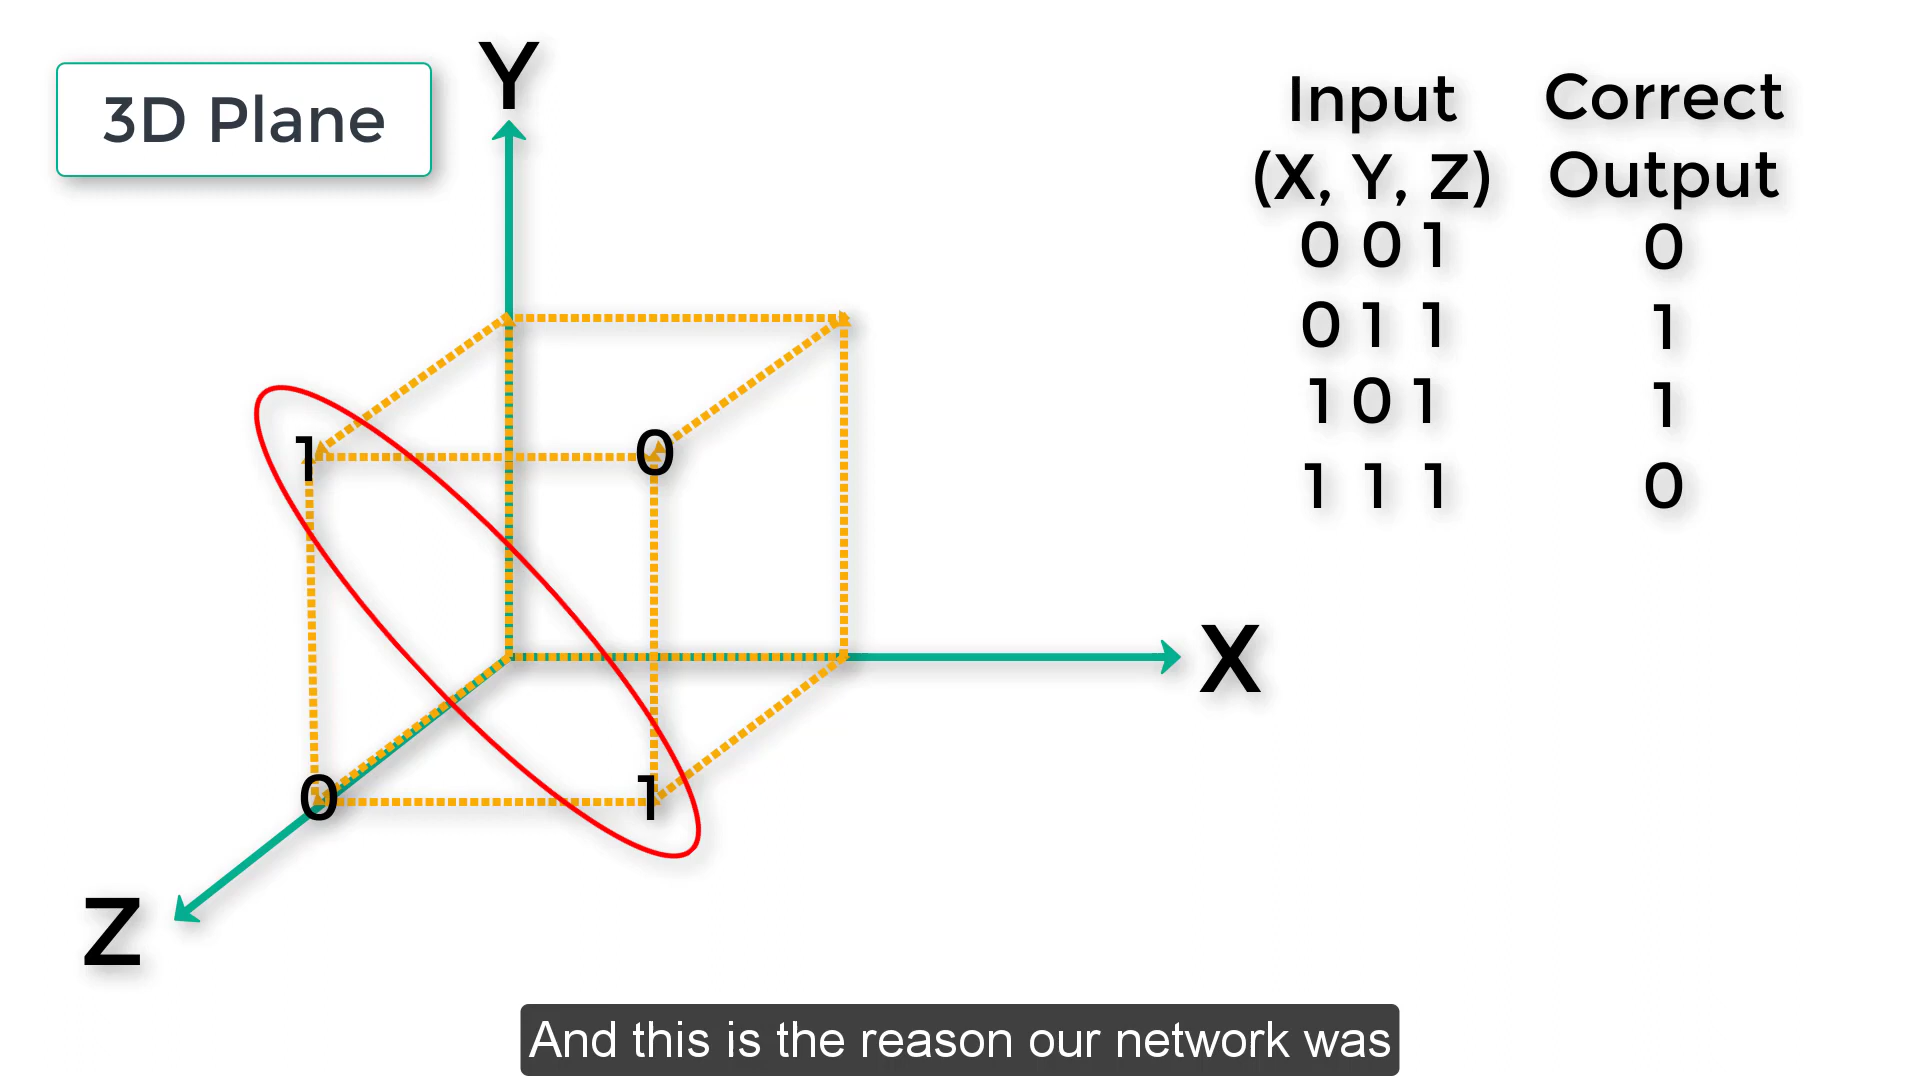 3D Plane
Y
Input Correct
(X, Y, Z) Output
0 0 1 0
0 1 1 1
1 0 1 1
1 1 1 0
1 0
X
0 1
Z
And this is the reason our network was